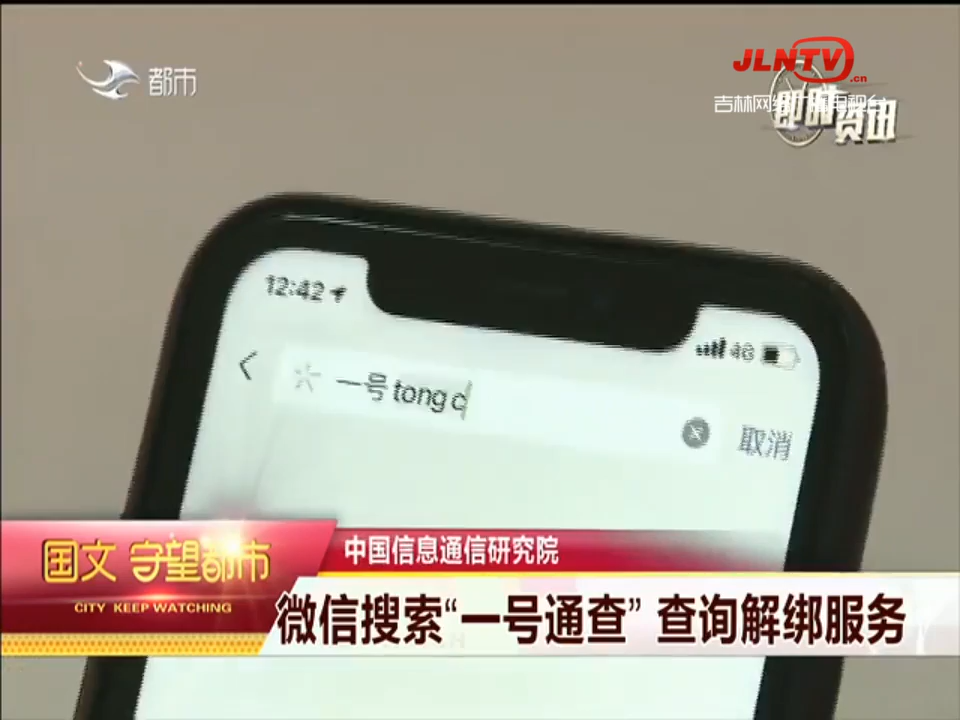 都市
JLNTV.cn
吉林网络广播电视台
即时资讯
12:42
4G
一号tong c
取消
国文 守望都市
CITY KEEP WATCHING
中国信息通信研究院
微信搜索“一号通查” 查询解绑服务